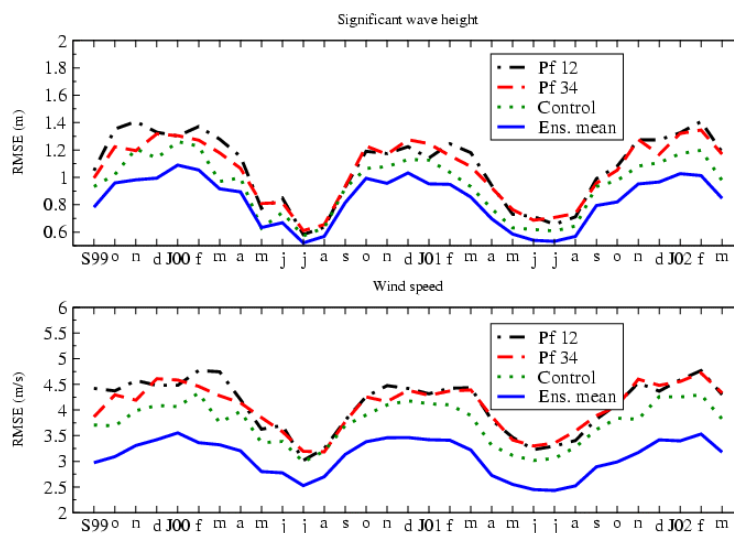 Significant wave height
2
1.8
1.6
1.4
1.2
1
0.8
0.6
RMSE (m)
Pf 12
Pf 34
Control
Ens. mean
S99 o n d J00 f m a m j j a s o n d J01 f m a m j j a s o n d J02 f m
Wind speed
6
5.5
5
4.5
4
3.5
3
2.5
2
RMSE (m/s)
Pf 12
Pf 34
Control
Ens. mean
S99 o n d J00 f m a m j j a s o n d J01 f m a m j j a s o n d J02 f m